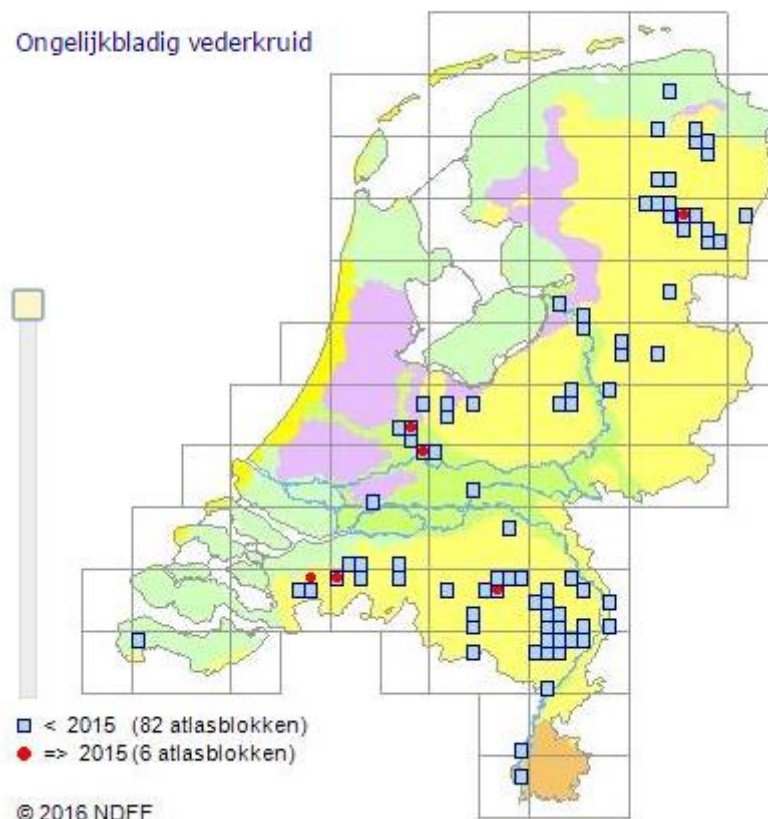 Ongelijkbladig vederkruid
< 2015 (82 atlasblokken)
=> 2015 (6 atlasblokken)
© 2016 NDFF